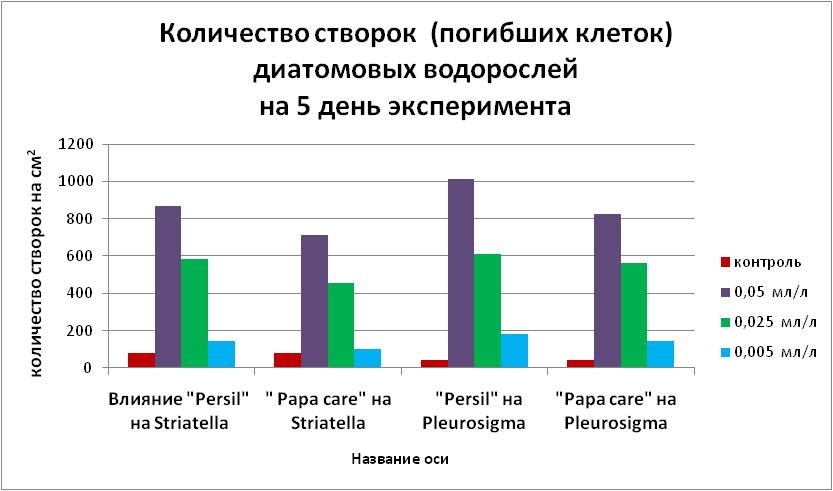 Количество створок (погибших клеток)
диатомовых водорослей
на 5 день эксперимента
количество створок на см²
1200
1000
800
600
400
200
0
Влияние "Persil"
на Striatella
" Papa care" на
Striatella
"Persil" на
Pleurosigma
"Papa care" на
Pleurosigma
Название оси
контроль
0,05 мл/л
0,025 мл/л
0,005 мл/л